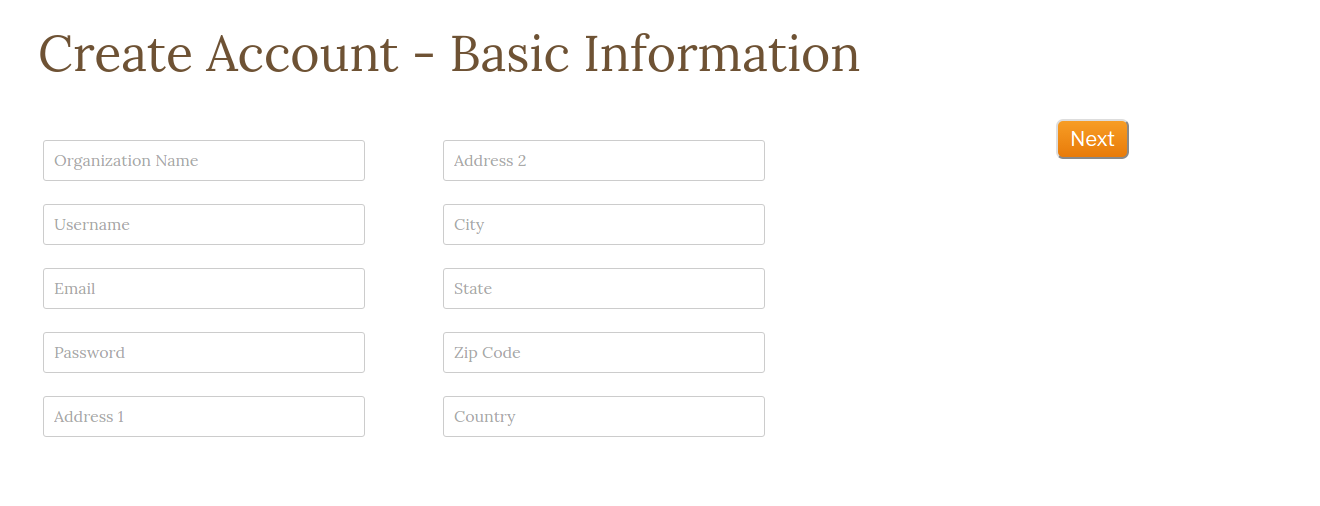 Create Account - Basic Information
Next
Organization Name
Address 2
Username
City
Email
State
Password
Zip Code
Address 1
Country